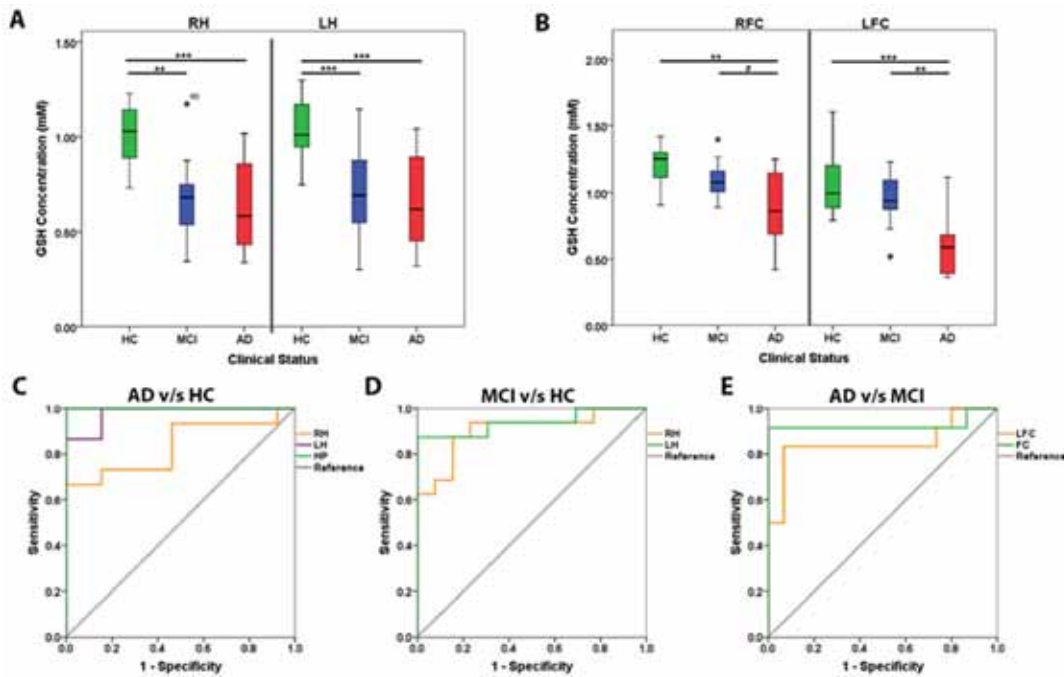 A
RH
LH
GSH Concentration (mM)
1.50
1.00
0.50
0.00
**
***
***
***
HC
MCI
AD
HC
MCI
AD
Clinical Status
B
RFC
LFC
GSH Concentration (mM)
2.00
1.50
1.00
0.50
0.00
**
#
***
**
HC
MCI
AD
HC
MCI
AD
Clinical Status
C
AD v/s HC
Sensitivity
1.0
0.8
0.6
0.4
0.2
0.0
0.0 0.2 0.4 0.6 0.8 1.0
1 - Specificity
RH
LH
HP
Reference
D
MCI v/s HC
Sensitivity
1.0
0.8
0.6
0.4
0.2
0.0
0.0 0.2 0.4 0.6 0.8 1.0
1 - Specificity
RH
LH
Reference
E
AD v/s MCI
Sensitivity
1.0
0.8
0.6
0.4
0.2
0.0
0.0 0.2 0.4 0.6 0.8 1.0
1 - Specificity
LFC
FC
Reference